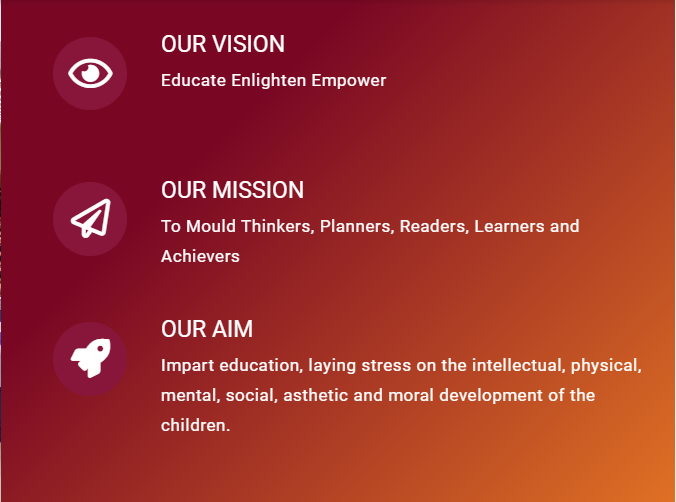 OUR VISION
Educate Enlighten Empower
OUR MISSION
To Mould Thinkers, Planners, Readers, Learners and
Achievers
OUR AIM
Impart education, laying stress on the intellectual, physical,
mental, social, asthetic and moral development of the
children.